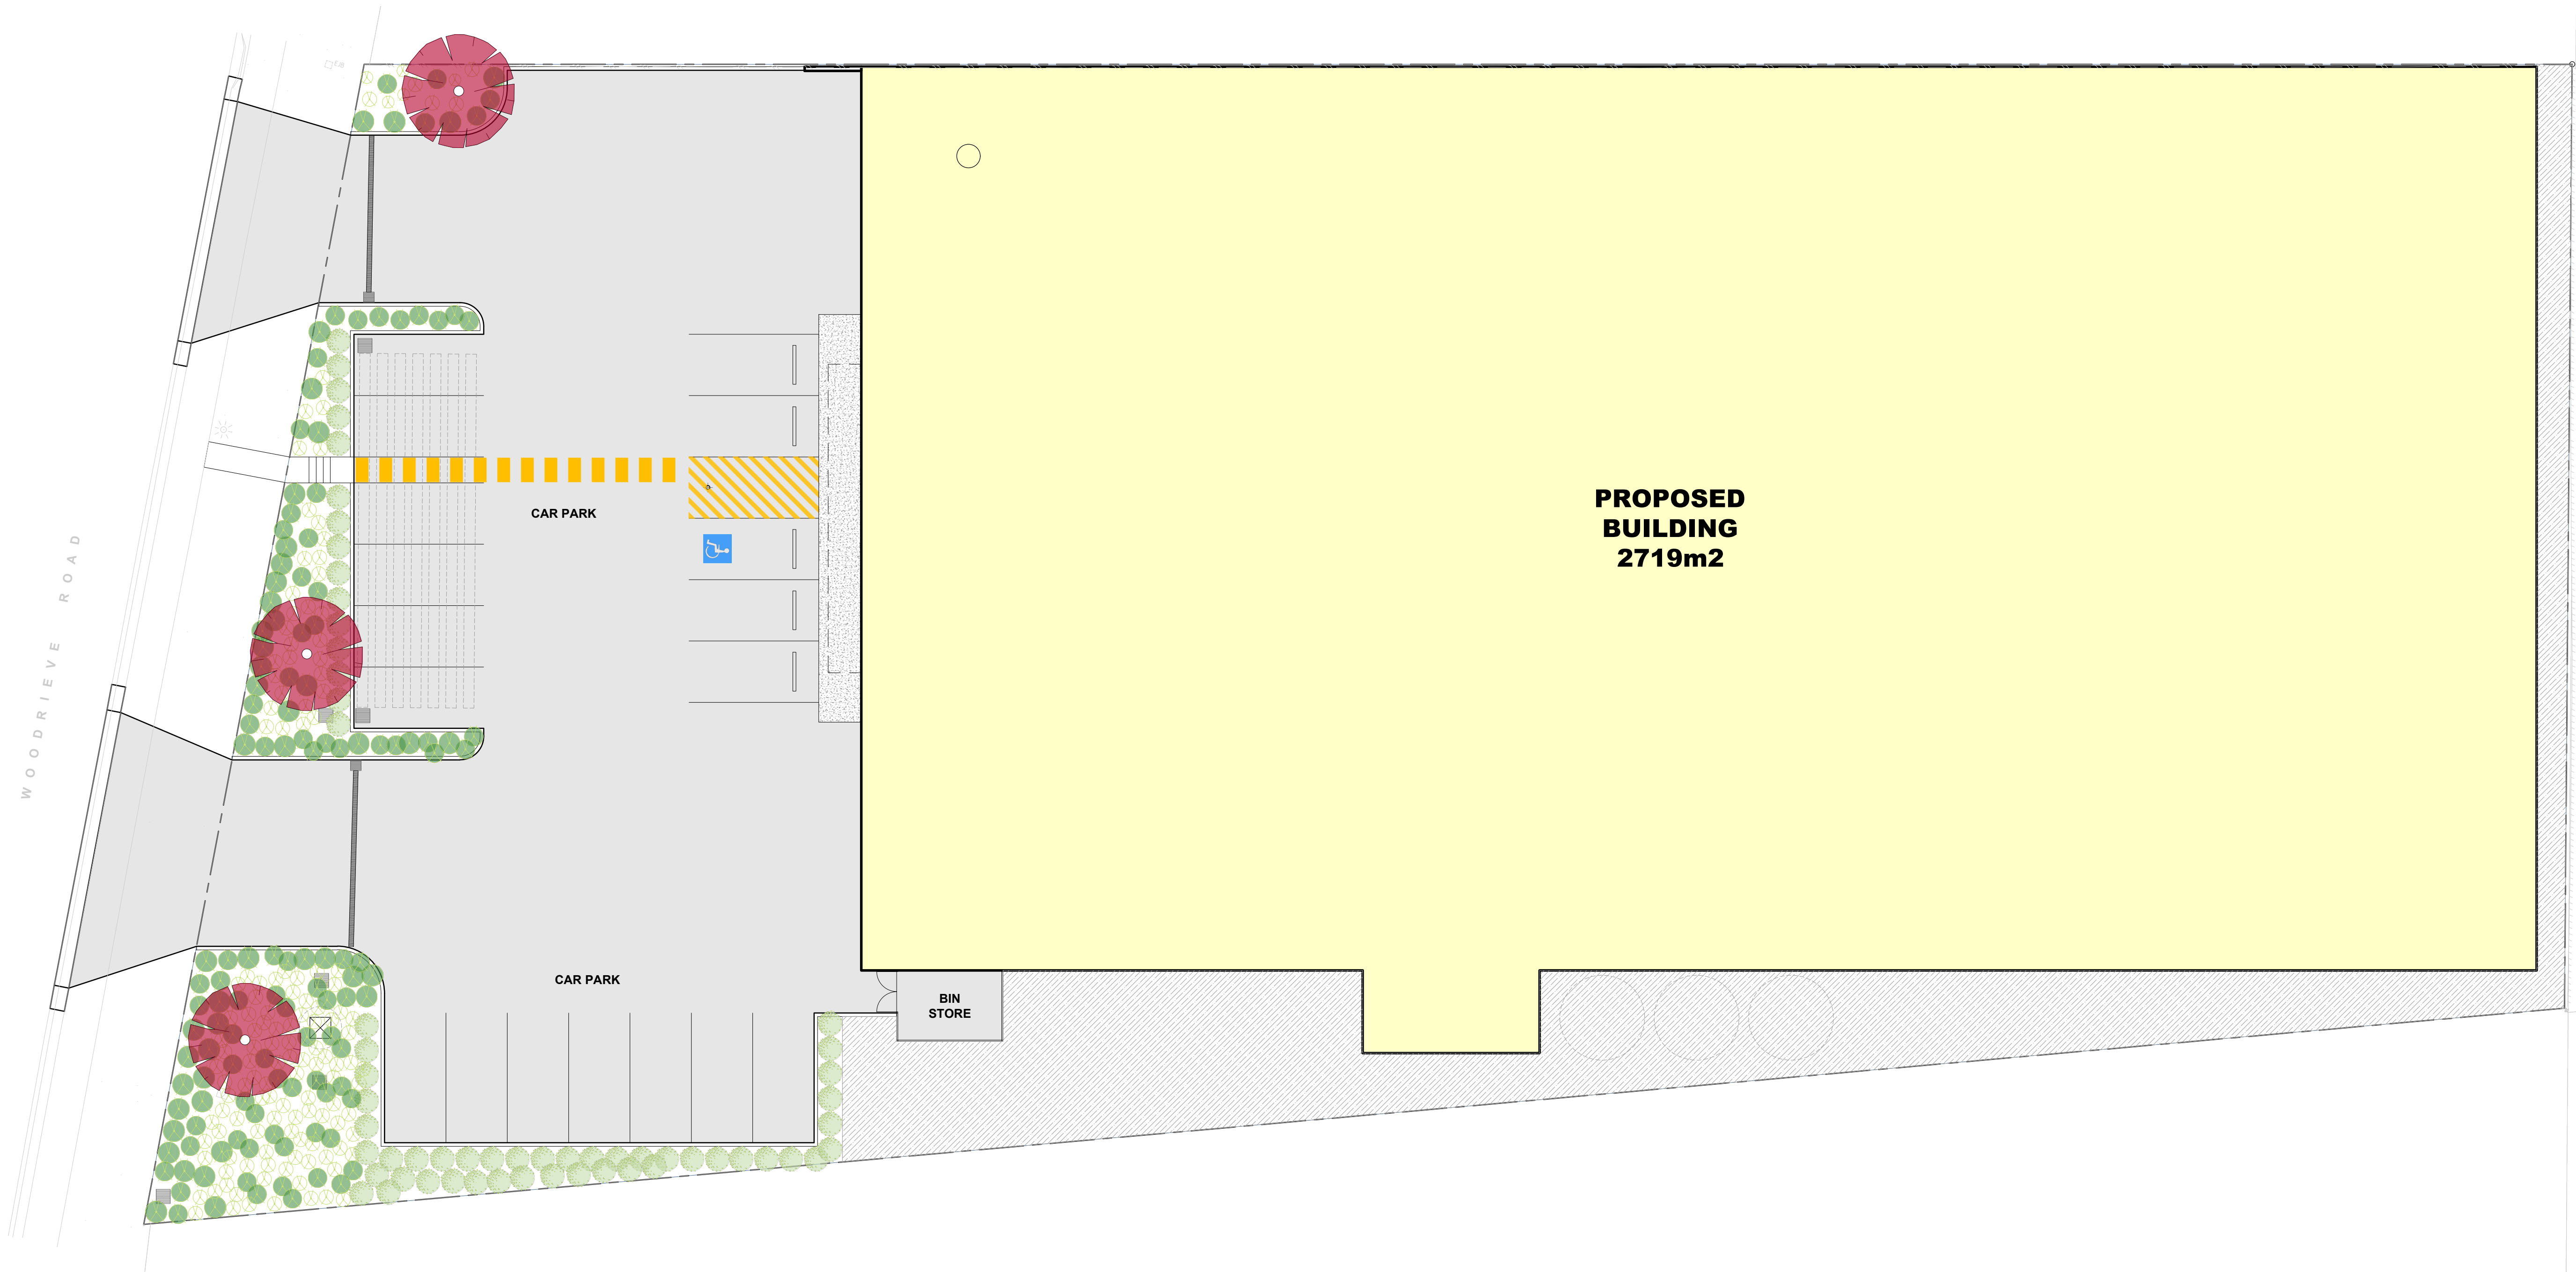 WOODRIEVE ROAD
CAR PARK
PROPOSED
BUILDING
2719m2
CAR PARK
BIN
STORE